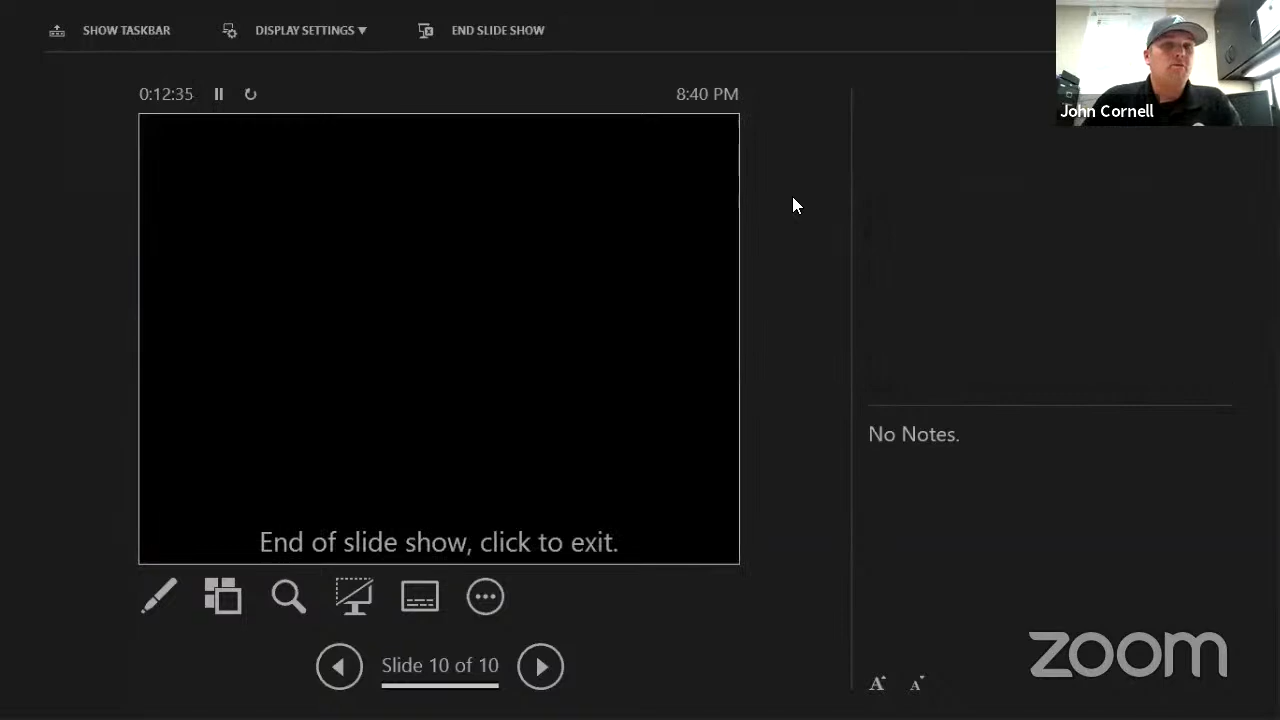 SHOW TASKBAR
DISPLAY SETTINGS ▼
END SLIDE SHOW
John Cornell
0:12:35
8:40 PM
End of slide show, click to exit.
No Notes.
Slide 10 of 10
A
A
zoom